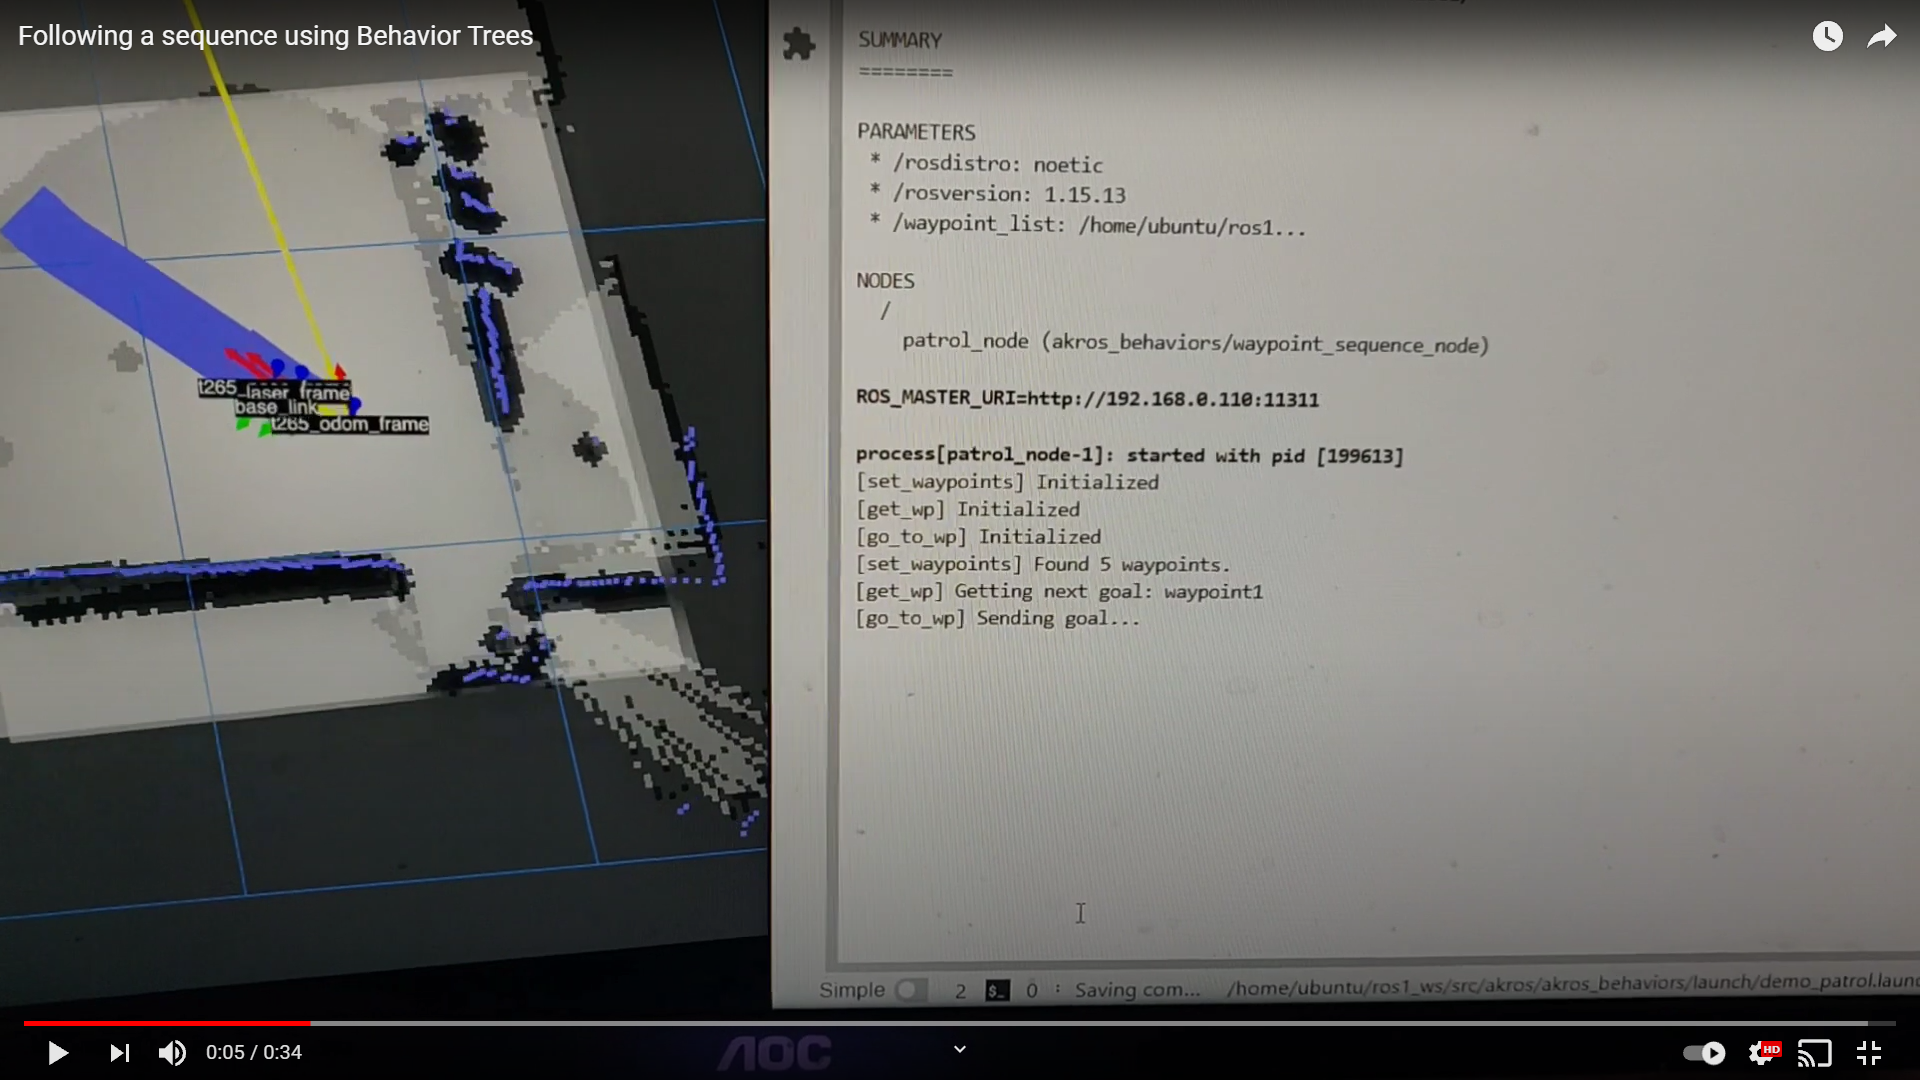 Following a sequence using Behavior Trees
SUMMARY
========
PARAMETERS
* /rosdistro: noetic
* /rosversion: 1.15.13
* /waypoint_list: /home/ubuntu/ros1...
NODES
/
patrol_node (akros_behaviors/waypoint_sequence_node)
ROS_MASTER_URI=http://192.168.0.110:11311
process[patrol_node-1]: started with pid [199613]
[set_waypoints] Initialized
[get_wp] Initialized
[go_to_wp] Initialized
[set_waypoints] Found 5 waypoints.
[get_wp] Getting next goal: waypoint1
[go_to_wp] Sending goal...
t265_laser_frame
base_link
t265_odom_frame
Simple 2 $_ 0 : Saving com... /home/ubuntu/ros1_ws/src/akros/akros_behaviors/launch/demo_patrol.launc
0:05 / 0:34
HD
AOC